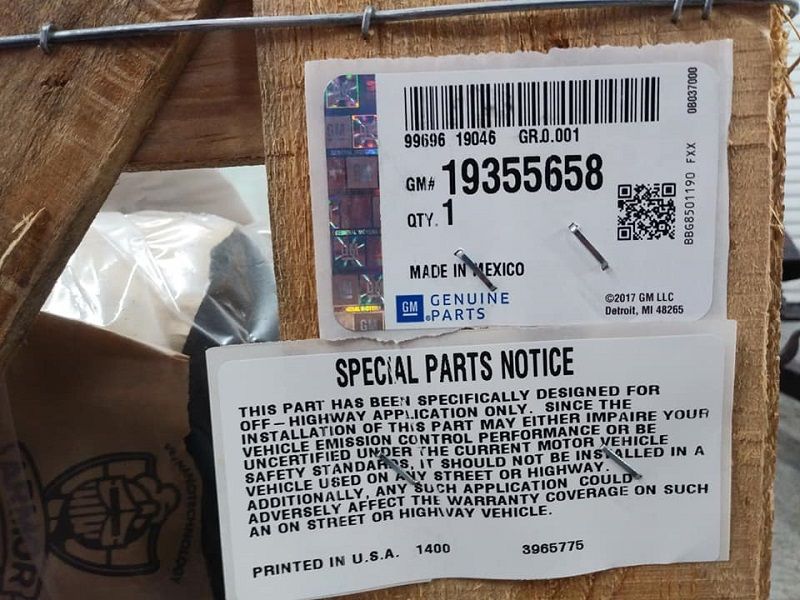 99696 19046 GR.0.001
GM# 19355658
QTY. 1
MADE IN MEXICO
GM GENUINE
PARTS
©2017 GM LLC
Detroit, MI 48265
BBG8501190 FXX 0B037000
SPECIAL PARTS NOTICE
THIS PART HAS BEEN SPECIFICALLY DESIGNED FOR
OFF–HIGHWAY APPLICATION ONLY. SINCE THE
INSTALLATION OF THIS PART MAY EITHER IMPAIRE YOUR
VEHICLE EMISSION CONTROL PERFORMANCE OR BE
UNCERTIFIED UNDER THE CURRENT MOTOR VEHICLE
SAFETY STANDARDS, IT SHOULD NOT BE INSTALLED IN A
VEHICLE USED ON ANY STREET OR HIGHWAY.
ADDITIONALLY, ANY SUCH APPLICATION COULD
ADVERSELY AFFECT THE WARRANTY COVERAGE ON SUCH
AN ON STREET OR HIGHWAY VEHICLE.
PRINTED IN U.S.A. 1400 3965775